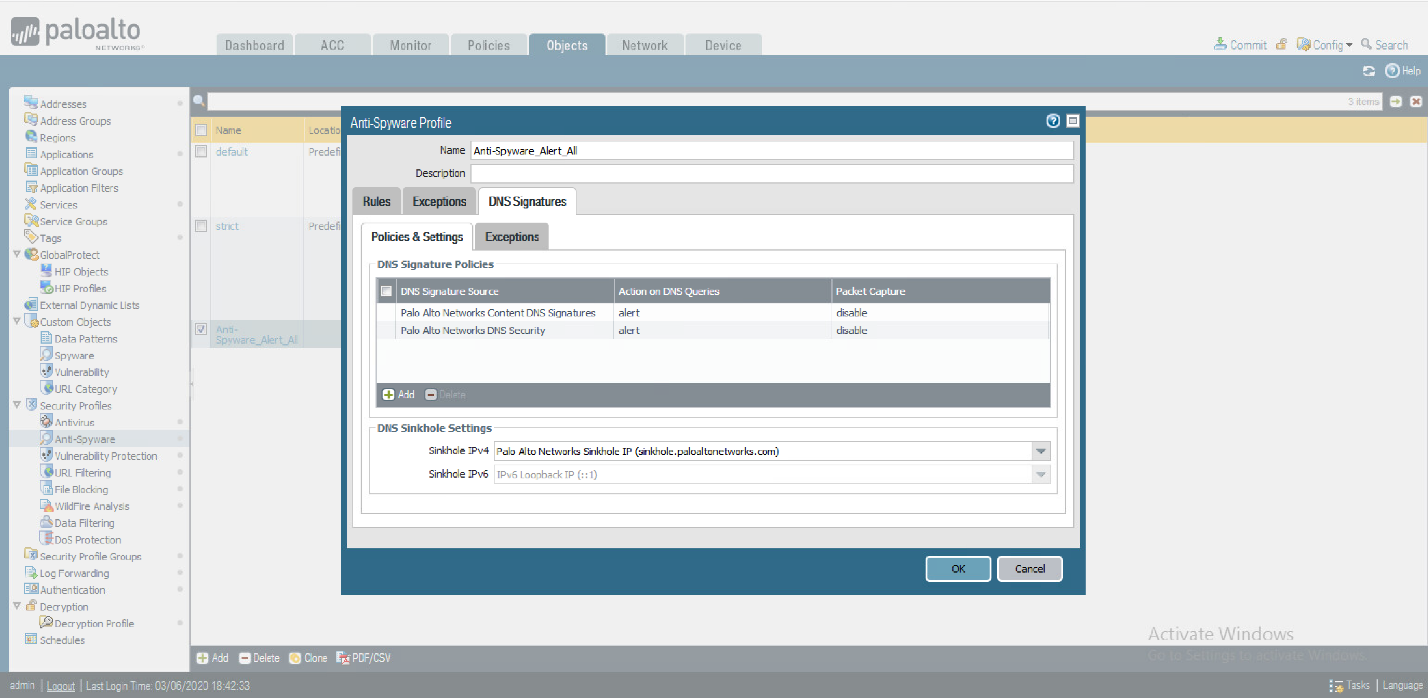 paloalto
NETWORKS®
Dashboard
ACC
Monitor
Policies
Objects
Network
Device
Commit
Config
Search
Help
Addresses
Address Groups
Regions
Applications
Application Groups
Application Filters
Services
Service Groups
Tags
GlobalProtect
HIP Objects
HIP Profiles
External Dynamic Lists
Custom Objects
Data Patterns
Spyware
Vulnerability
URL Category
Security Profiles
Antivirus
Anti-Spyware
Vulnerability Protection
URL Filtering
File Blocking
WildFire Analysis
Data Filtering
DoS Protection
Security Profile Groups
Log Forwarding
Authentication
Decryption
Decryption Profile
Schedules
3 items
Name
Locatio
default
Predefi
strict
Predefi
Anti-
Spyware_Alert_All
Anti-Spyware Profile
Name
Anti-Spyware_Alert_All
Description
Rules
Exceptions
DNS Signatures
Policies & Settings
Exceptions
DNS Signature Policies
DNS Signature Source
Action on DNS Queries
Packet Capture
Palo Alto Networks Content DNS Signatures
alert
disable
Palo Alto Networks DNS Security
alert
disable
Add
Delete
DNS Sinkhole Settings
Sinkhole IPv4
Palo Alto Networks Sinkhole IP (sinkhole.paloaltonetworks.com)
Sinkhole IPv6
IPv6 Loopback IP (::1)
OK
Cancel
Activate Windows
Go to Settings to activate Windows.
Add
Delete
Clone
PDF/CSV
admin | Logout | Last Login Time: 03/06/2020 18:42:33
Tasks | Language